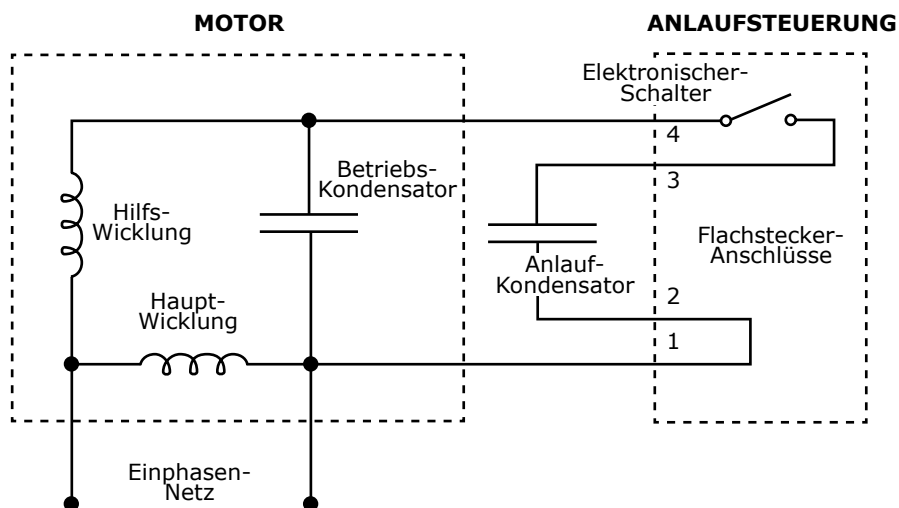 MOTOR
ANLAUFSTEUERUNG
Elektronischer-
Schalter
4
3
Betriebs-
Kondensator
Hilfs-
Wicklung
Flachstecker-
Anschlüsse
Anlauf-
Kondensator
2
1
Haupt-
Wicklung
Einphasen-
Netz